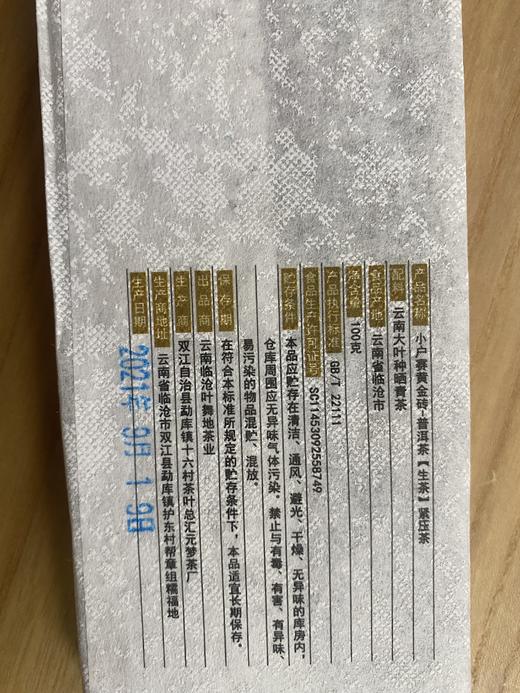 产品名称 小户赛黄金砖-普洱茶【生茶】紧压茶
配料 云南大叶种晒青茶
食品产地 云南省临沧市
净含量 100克
产品执行标准 GB/T 22111
食品生产许可证号 SC11453092558749
贮存条件 本品应贮存在清洁、通风、避光、干燥、无异味的库房内，
仓库周围应无异味气体污染。禁止与有毒、有害、有异味、
易污染的物品混贮、混放。
保存期 在符合本标准所规定的贮存条件下，本品适宜长期保存。
出品商 云南临沧叶舞地茶业
生产商 双江自治县勐库镇十六村茶叶总汇元梦茶厂
生产商地址 云南省临沧市双江县勐库镇护东村帮章组糯福地
生产日期 2021年 9月 19日